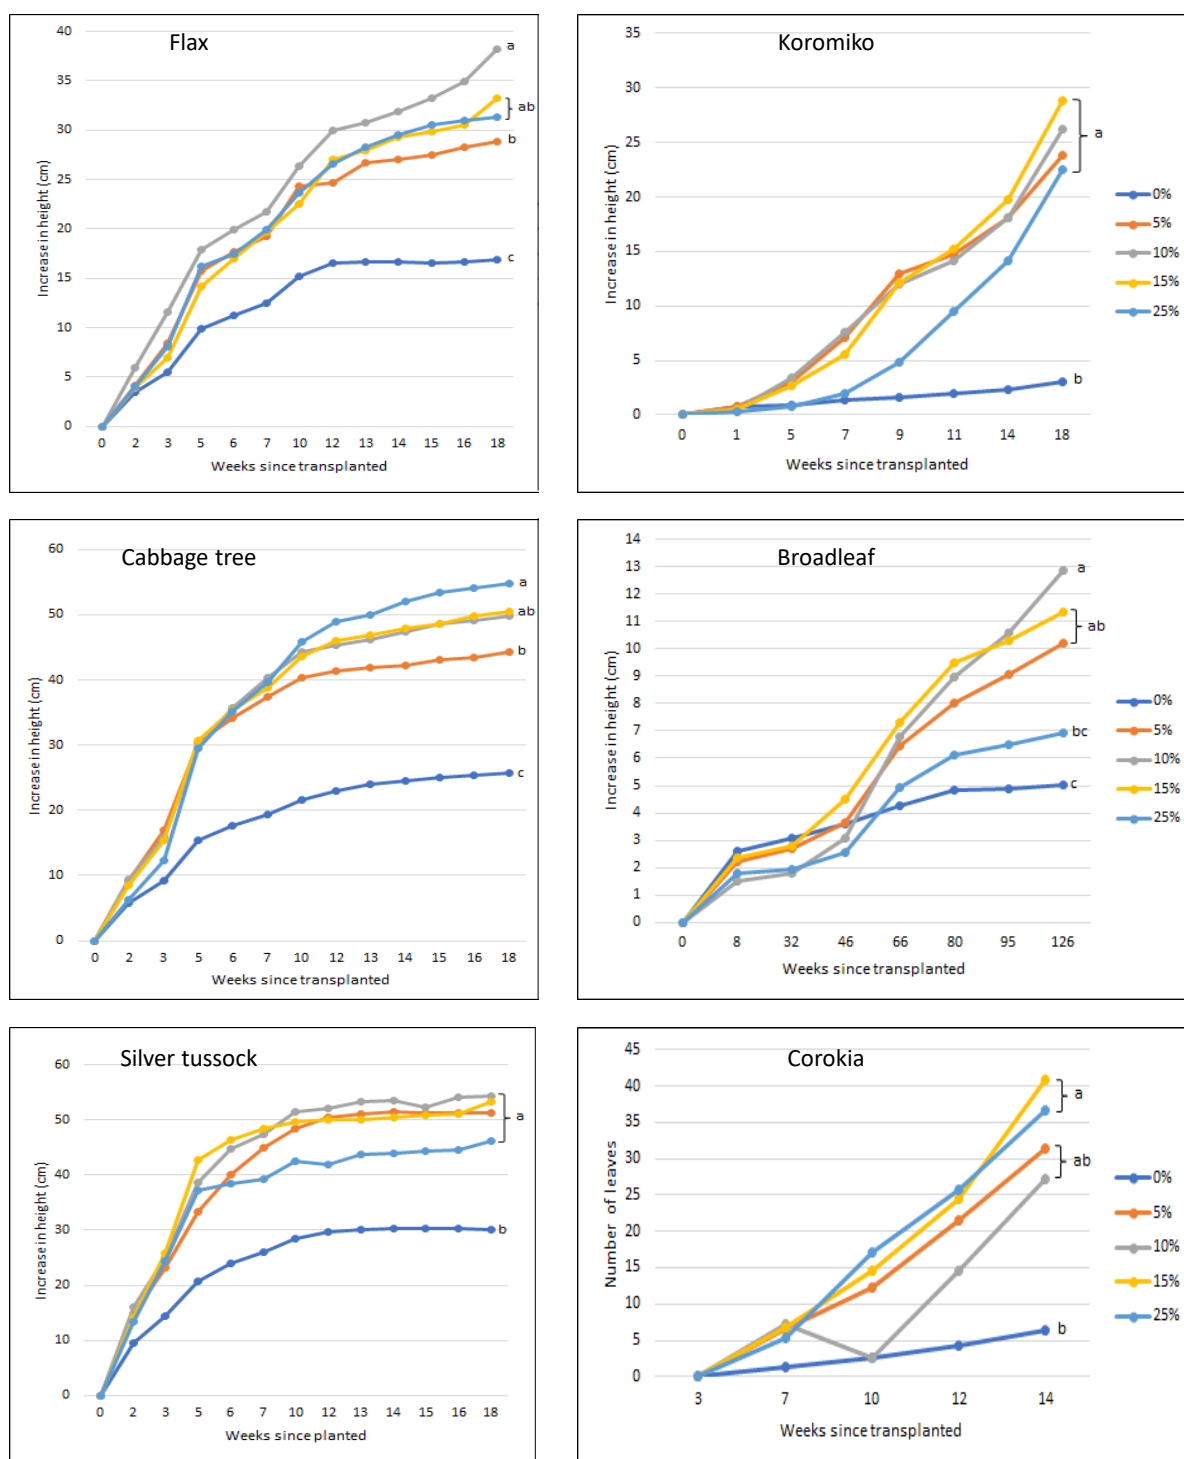 Flax
Increase in height (cm)
40
35
30
25
20
15
10
5
0
0 2 3 5 6 7 10 12 13 14 15 16 18
Weeks since transplanted
a
ab
b
c
Koromiko
Increase in height (cm)
35
30
25
20
15
10
5
0
0 1 5 7 9 11 14 18
Weeks since transplanted
a
b
0%
5%
10%
15%
25%
Cabbage tree
Increase in height (cm)
60
50
40
30
20
10
0
0 2 3 5 6 7 10 12 13 14 15 16 18
Weeks since transplanted
a
ab
b
c
Broadleaf
Increase in height (cm)
14
13
12
11
10
9
8
7
6
5
4
3
2
1
0
0 8 32 46 66 80 95 126
Weeks since transplanted
a
ab
bc
c
0%
5%
10%
15%
25%
Silver tussock
Increase in height (cm)
60
50
40
30
20
10
0
0 2 3 5 6 7 10 12 13 14 15 16 18
Weeks since planted
a
b
Corokia
Number of leaves
45
40
35
30
25
20
15
10
5
0
3 7 10 12 14
Weeks since transplanted
a
ab
b
0%
5%
10%
15%
25%